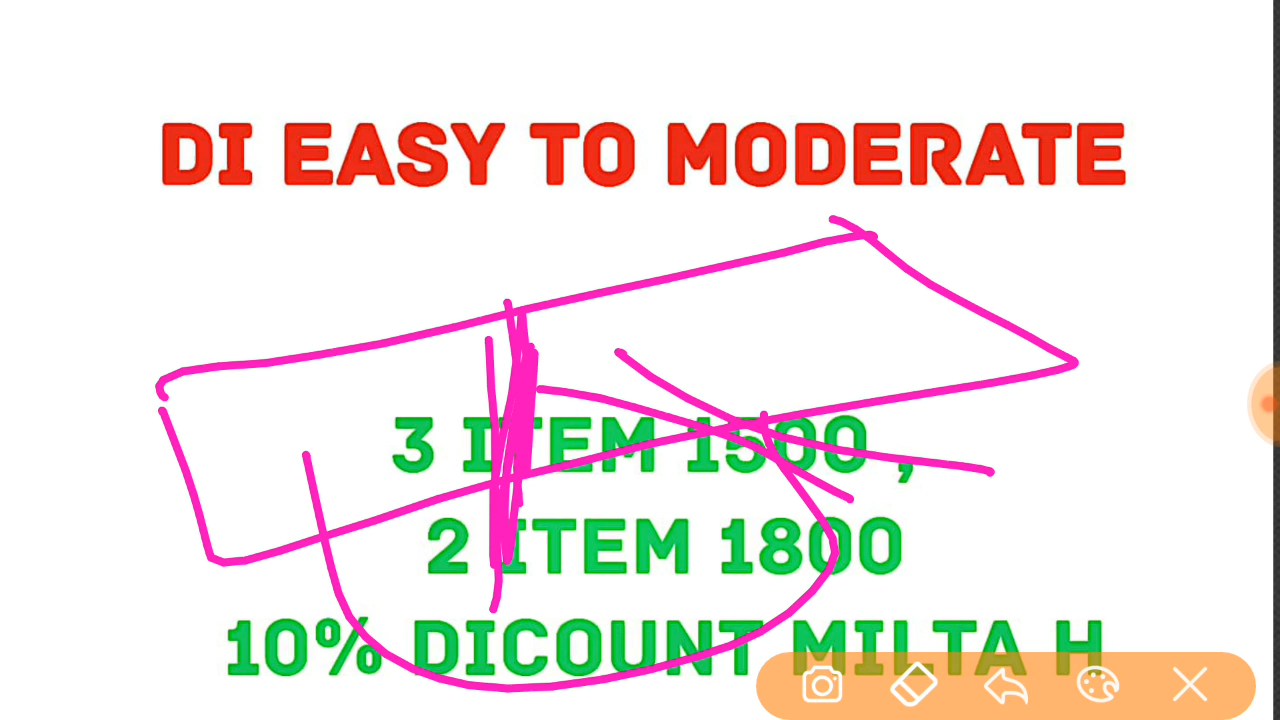 DI EASY TO MODERATE
3 ITEM 1500 ,
2 ITEM 1800
10% DICOUNT MILTA H